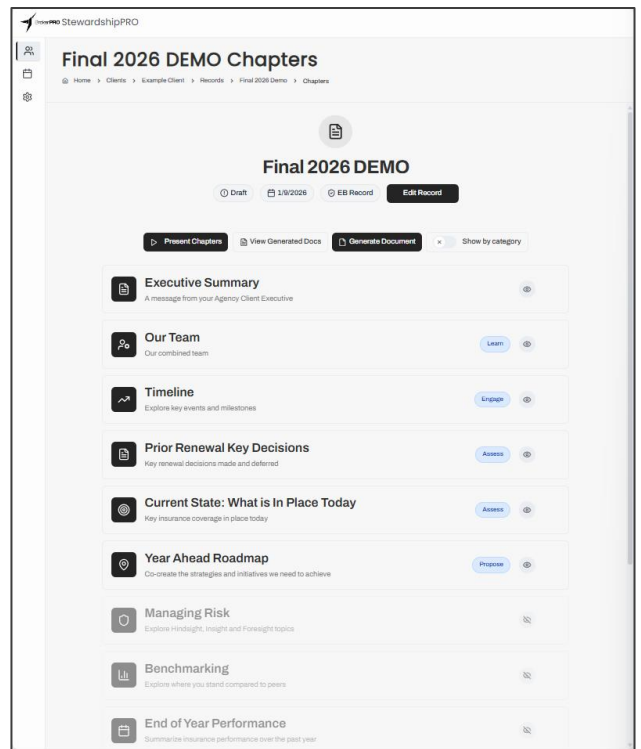 BrokerPRO StewardshipPRO
Final 2026 DEMO Chapters
Home > Clients > Example Client > Records > Final 2026 Demo > Chapters
Final 2026 DEMO
Draft 1/9/2026 EB Record Edit Record
Present Chapters View Generated Docs Generate Document Show by category
Executive Summary
A message from your Agency Client Executive
Our Team
Our combined team
Learn
Timeline
Explore key events and milestones
Engage
Prior Renewal Key Decisions
Key renewal decisions made and deferred
Assess
Current State: What is In Place Today
Key insurance coverage in place today
Assess
Year Ahead Roadmap
Co-create the strategies and initiatives we need to achieve
Propose
Managing Risk
Explore Hindsight, Insight and Foresight topics
Benchmarking
Explore where you stand compared to peers
End of Year Performance
Summarize insurance performance over the past year